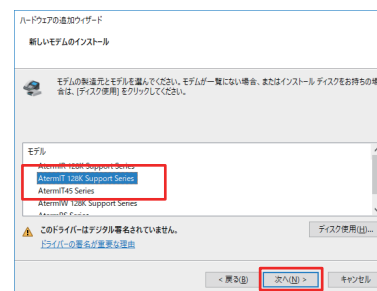 ハードウェアの追加ウィザード
新しいモデムのインストール
モデムの製造元とモデルを選んでください。モデムが一覧にない場合、またはインストール ディスクをお持ちの場
合は、[ディスク使用] をクリックしてください。
モデル
AtermIR 128K Support Series
AtermIT 128K Support Series
AtermIT45 Series
AtermIW 128K Support Series
AtermRS Series
このドライバーはデジタル署名されていません。
ディスク使用(H)...
ドライバーの署名が重要な理由
< 戻る(B)
次へ(N) >
キャンセル